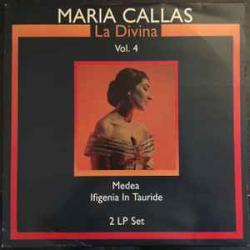 MARIA CALLAS
La Divina
Vol. 4
Medea
Ifigenia In Tauride
2 LP Set